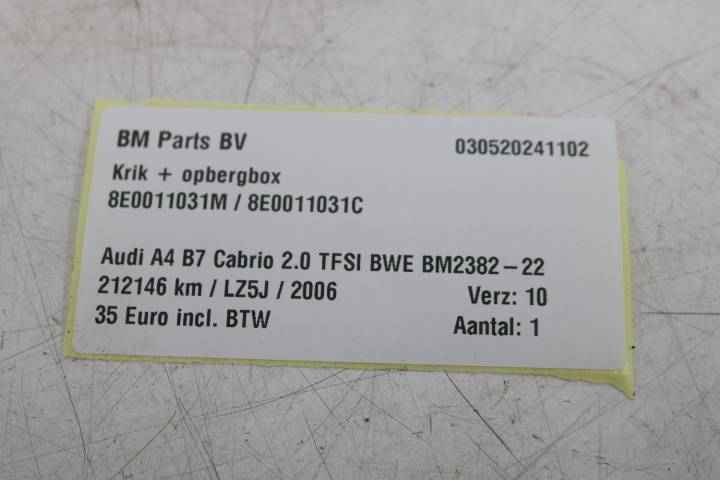 BM Parts BV 030520241102
Krik + opbergbox
8E0011031M / 8E0011031C
Audi A4 B7 Cabrio 2.0 TFSI BWE BM2382-22
212146 km / LZ5J / 2006 Verz: 10
35 Euro incl. BTW Aantal: 1